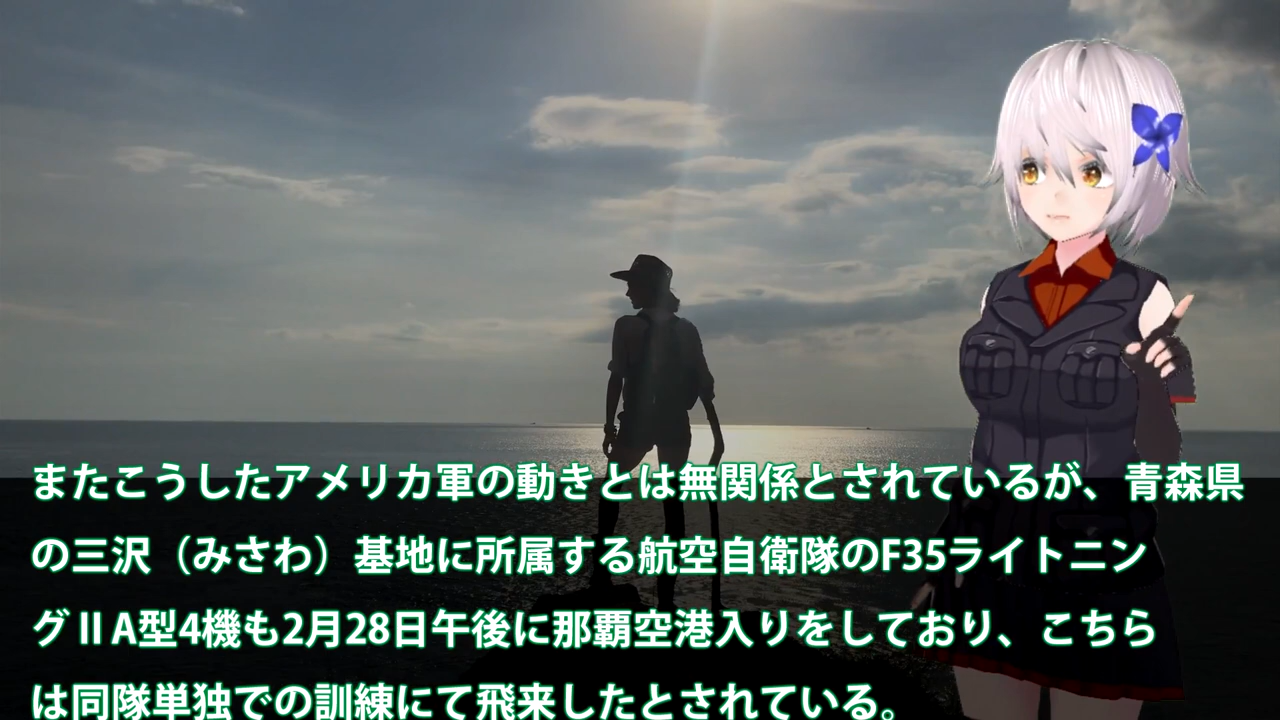 またこうしたアメリカ軍の動きとは無関係とされているが、青森県
の三沢（みさわ）基地に所属する航空自衛隊のF35ライトニン
グⅡA型4機も2月28日午後に那覇空港入りをしており、こちら
は同隊単独での訓練にて飛来したとされている。